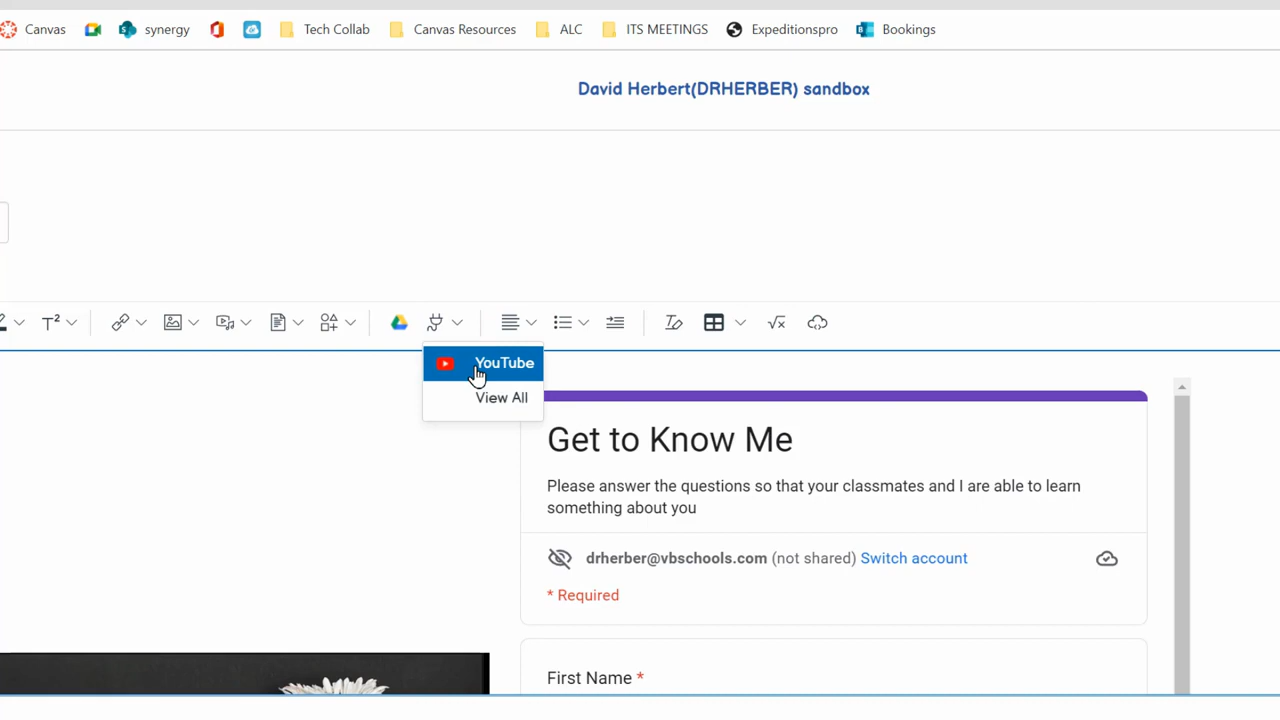 Canvas synergy Tech Collab Canvas Resources ALC ITS MEETINGS Expeditionspro Bookings
David Herbert(DRHERBER) sandbox
T²
YouTube
View All
Get to Know Me
Please answer the questions so that your classmates and I are able to learn
something about you
drherber@vbschools.com (not shared) Switch account
* Required
First Name *